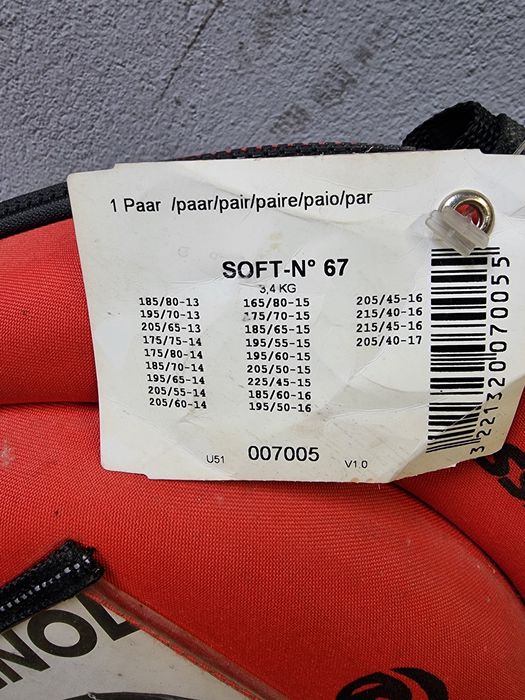 1 Paar /paar/pair/paire/paio/par
SOFT-N° 67
3,4 KG
185/80-13 165/80-15 205/45-16
195/70-13 175/70-15 215/40-16
205/65-13 185/65-15 215/45-16
175/75-14 195/55-15 205/40-17
175/80-14 195/60-15
185/70-14 205/50-15
195/65-14 225/45-15
205/55-14 185/60-16
205/60-14 195/50-16
U51 007005 V1.0
3 221320 070055